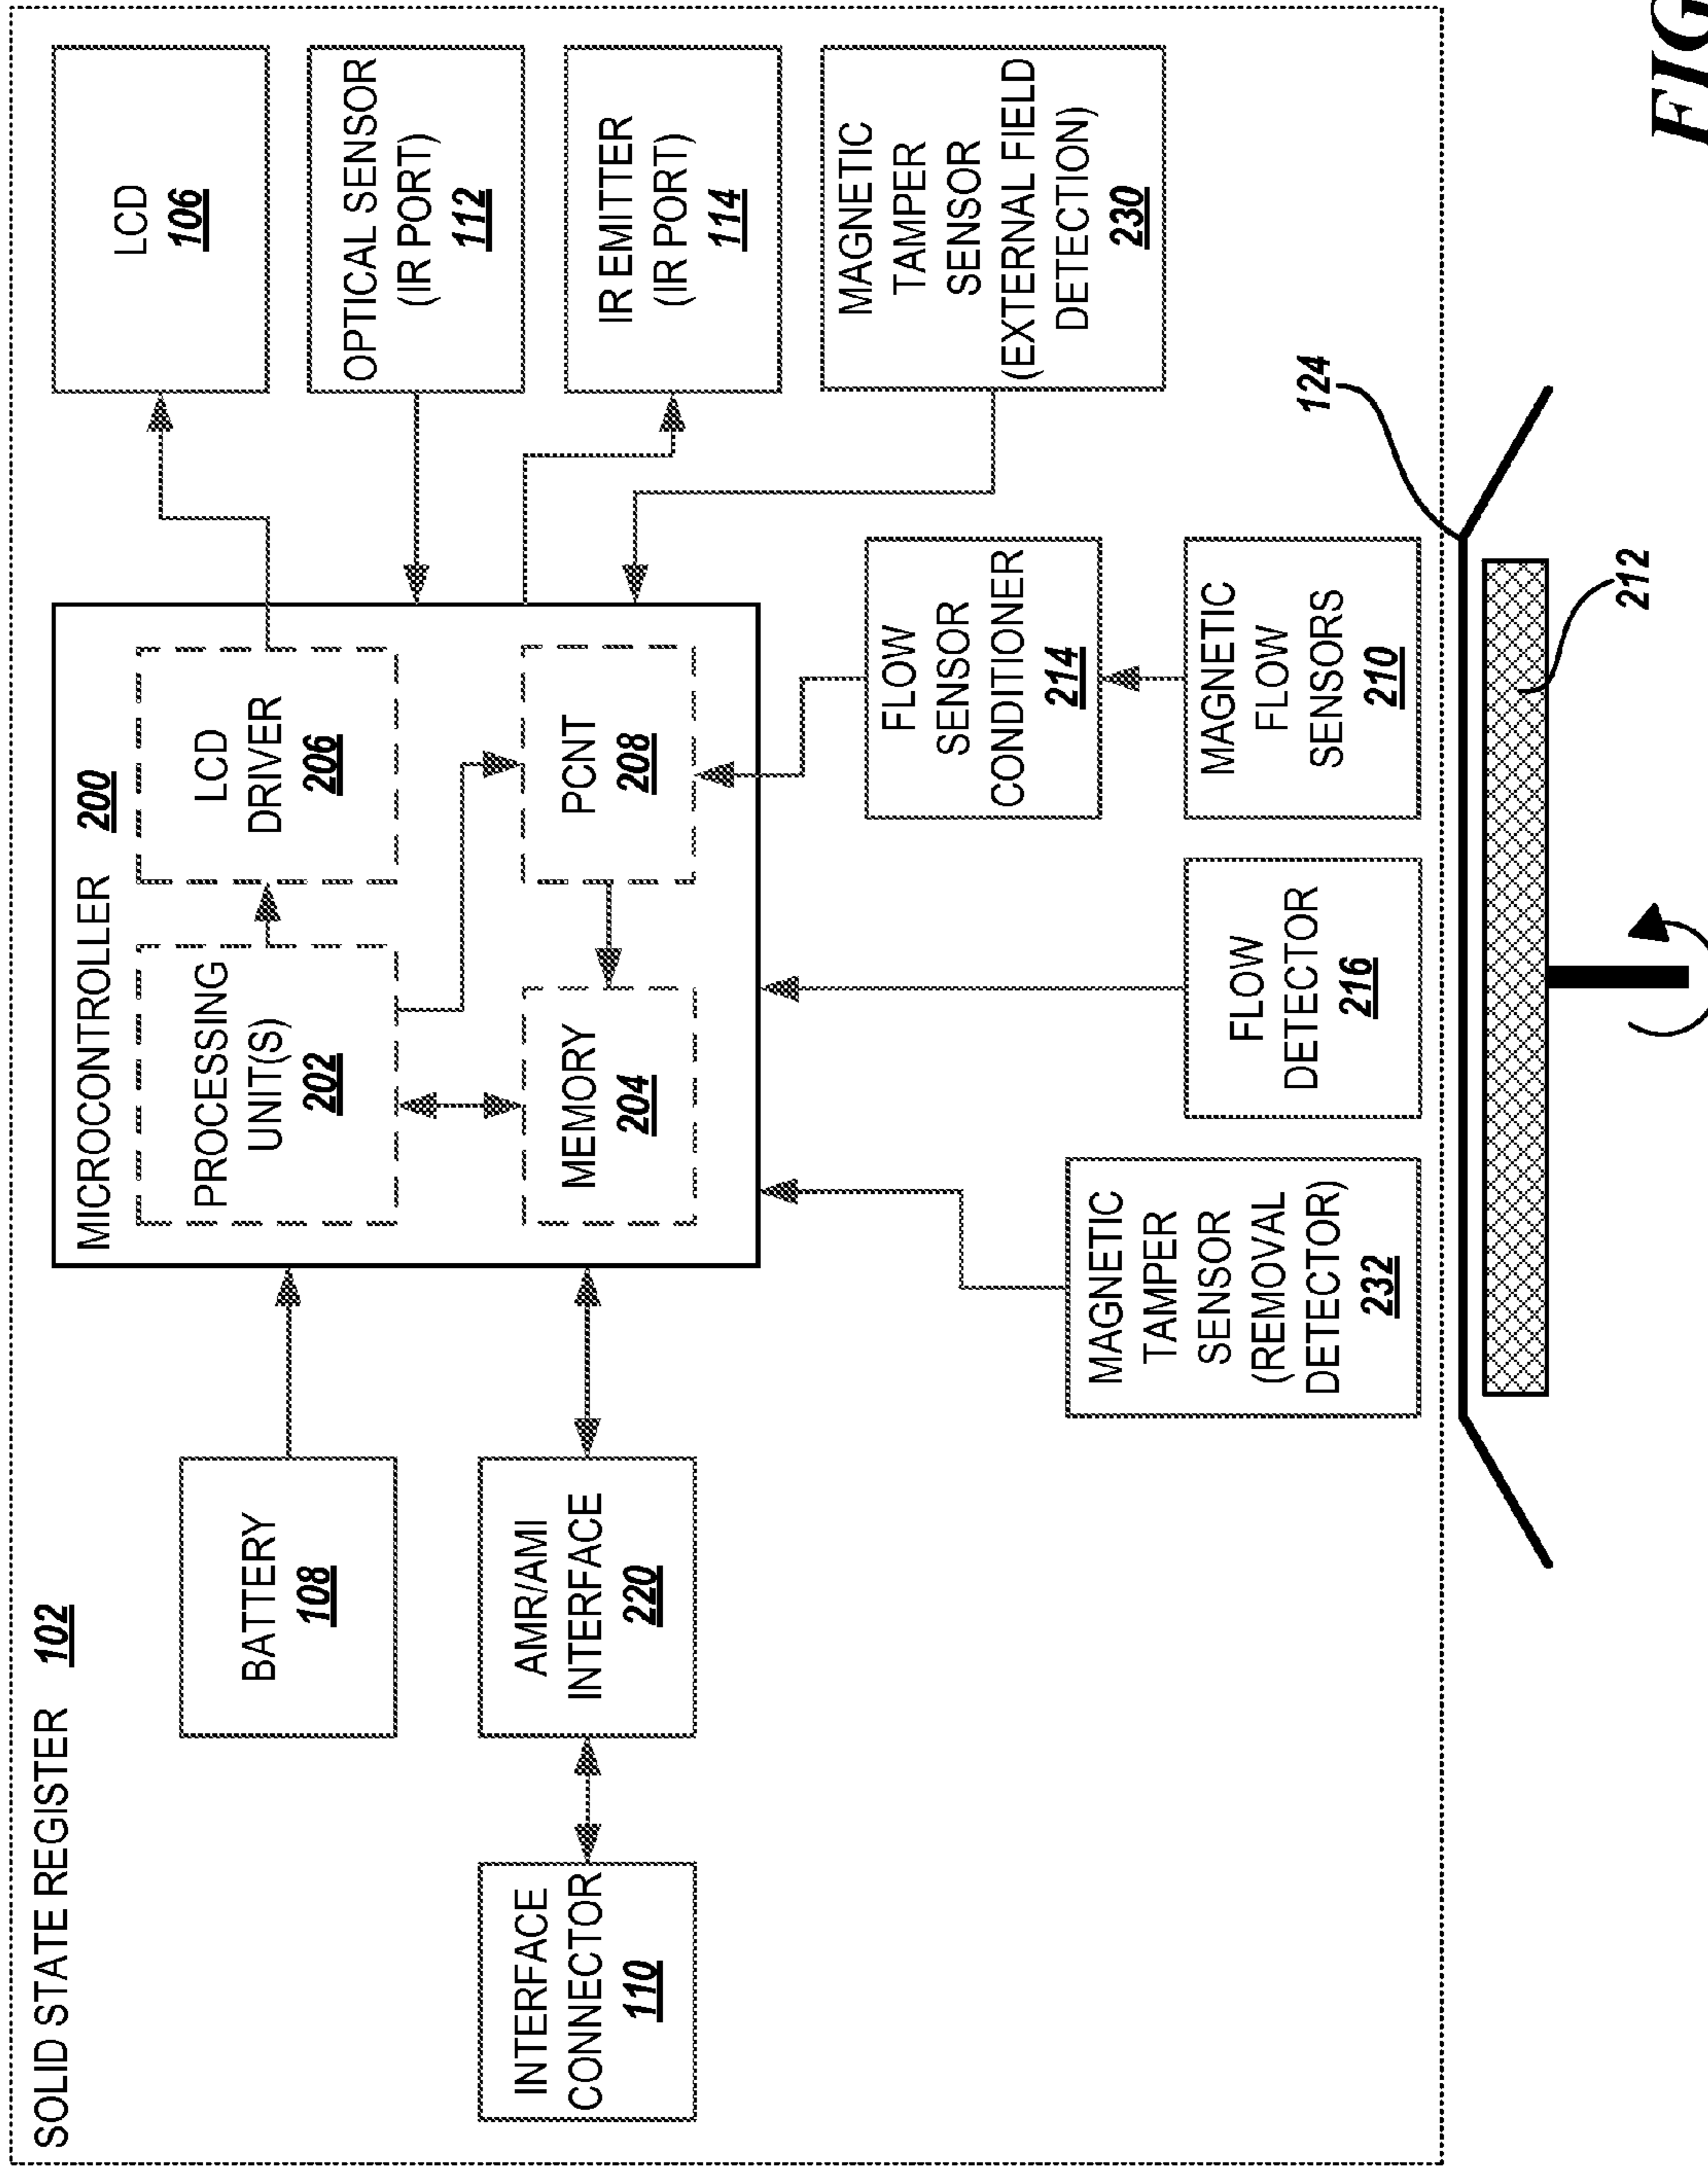 SOLID STATE REGISTER 102
MICROCONTROLLER 200
BATTERY
108
PROCESSING
UNIT(S)
202
LCD
DRIVER
206
LCD
106
OPTICAL SENSOR
(IR PORT)
112
INTERFACE
CONNECTOR
110
AMR/AMI
INTERFACE
220
MEMORY
204
PCNT
208
IR EMITTER
(IR PORT)
114
MAGNETIC
TAMPER
SENSOR
(EXTERNAL FIELD
DETECTION)
230
FLOW
SENSOR
CONDITIONER
214
MAGNETIC
TAMPER
SENSOR
(REMOVAL
DETECTOR)
232
FLOW
DETECTOR
216
MAGNETIC
FLOW
SENSORS
210
124
212
FIG